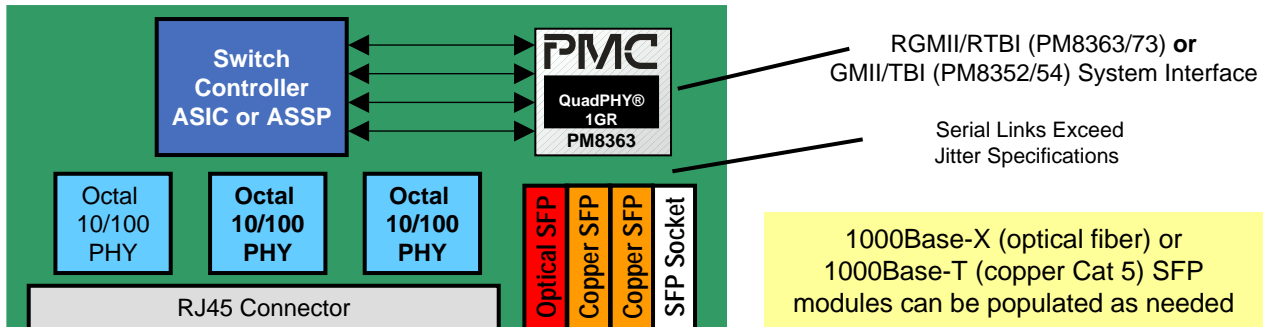 Switch
Controller
ASIC or ASSP
PMC
QuadPHY®
1GR
PM8363
RGMII/RTBI (PM8363/73) or
GMII/TBI (PM8352/54) System Interface
Serial Links Exceed
Jitter Specifications
Octal
10/100
PHY
Octal
10/100
PHY
Octal
10/100
PHY
Optical SFP
Copper SFP
Copper SFP
SFP Socket
RJ45 Connector
1000Base-X (optical fiber) or
1000Base-T (copper Cat 5) SFP
modules can be populated as needed